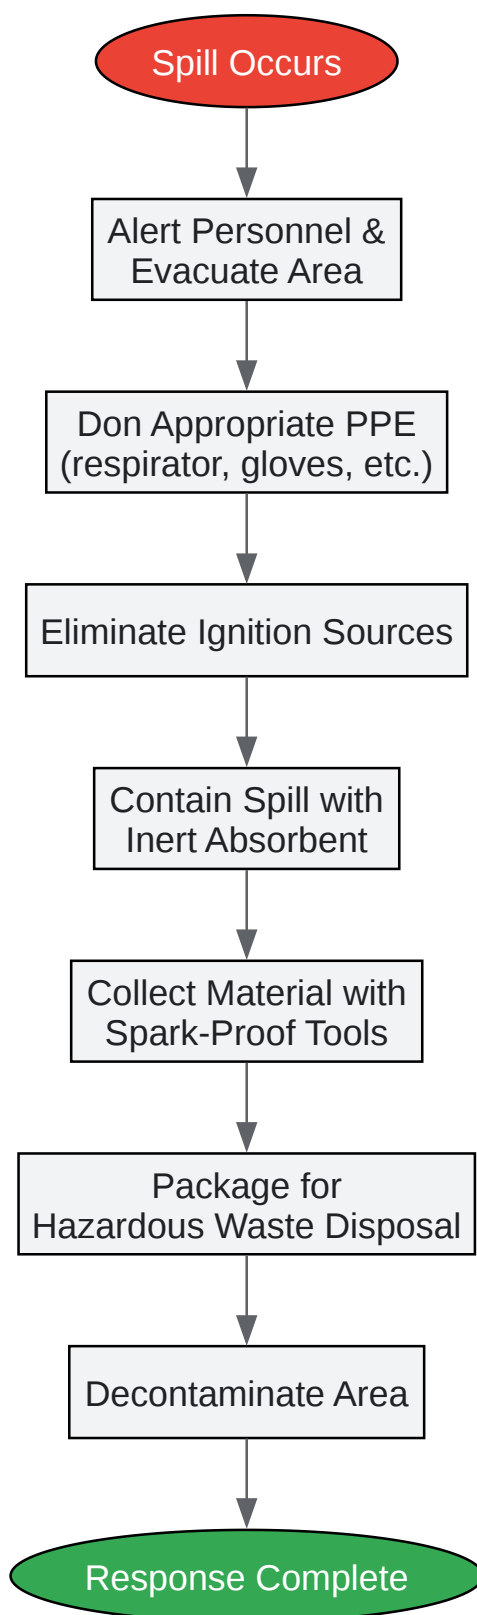 Spill Occurs
Alert Personnel &
Evacuate Area
Don Appropriate PPE
(respirator, gloves, etc.)
Eliminate Ignition Sources
Contain Spill with
Inert Absorbent
Collect Material with
Spark-Proof Tools
Package for
Hazardous Waste Disposal
Decontaminate Area
Response Complete